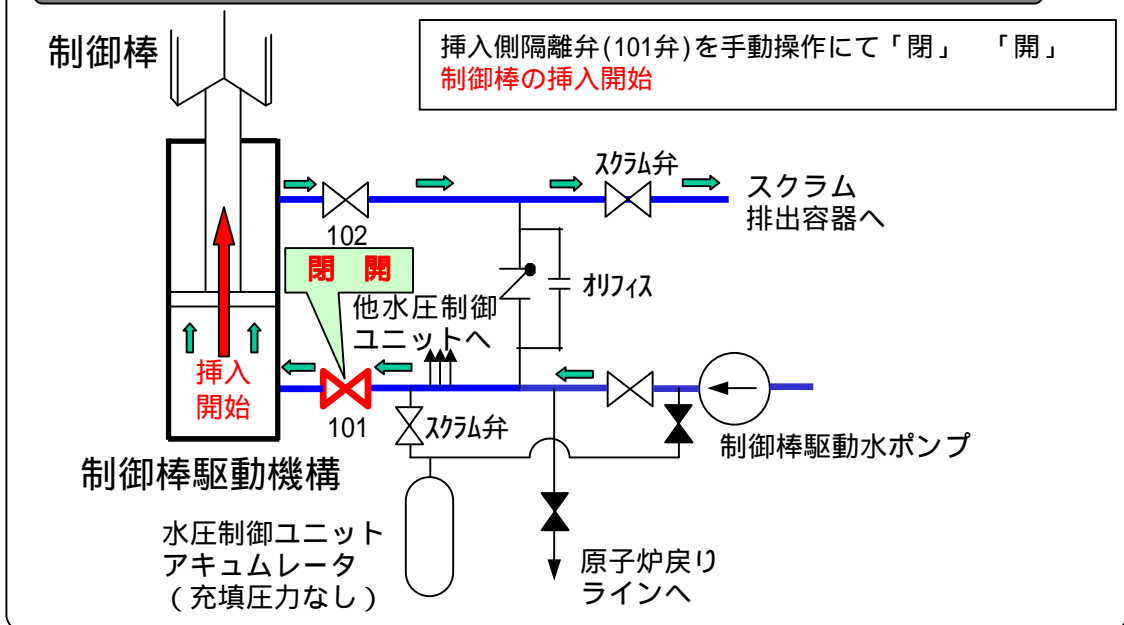 制御棒
挿入側隔離弁(101弁)を手動操作にて「閉」　「開」
制御棒の挿入開始
スクラム弁
スクラム
排出容器へ
102
閉　開
他水圧制御
ユニットへ
オリフィス
挿入
開始
101
スクラム弁
制御棒駆動水ポンプ
制御棒駆動機構
水圧制御ユニット
アキュムレータ
（充填圧力なし）
原子炉戻り
ラインへ